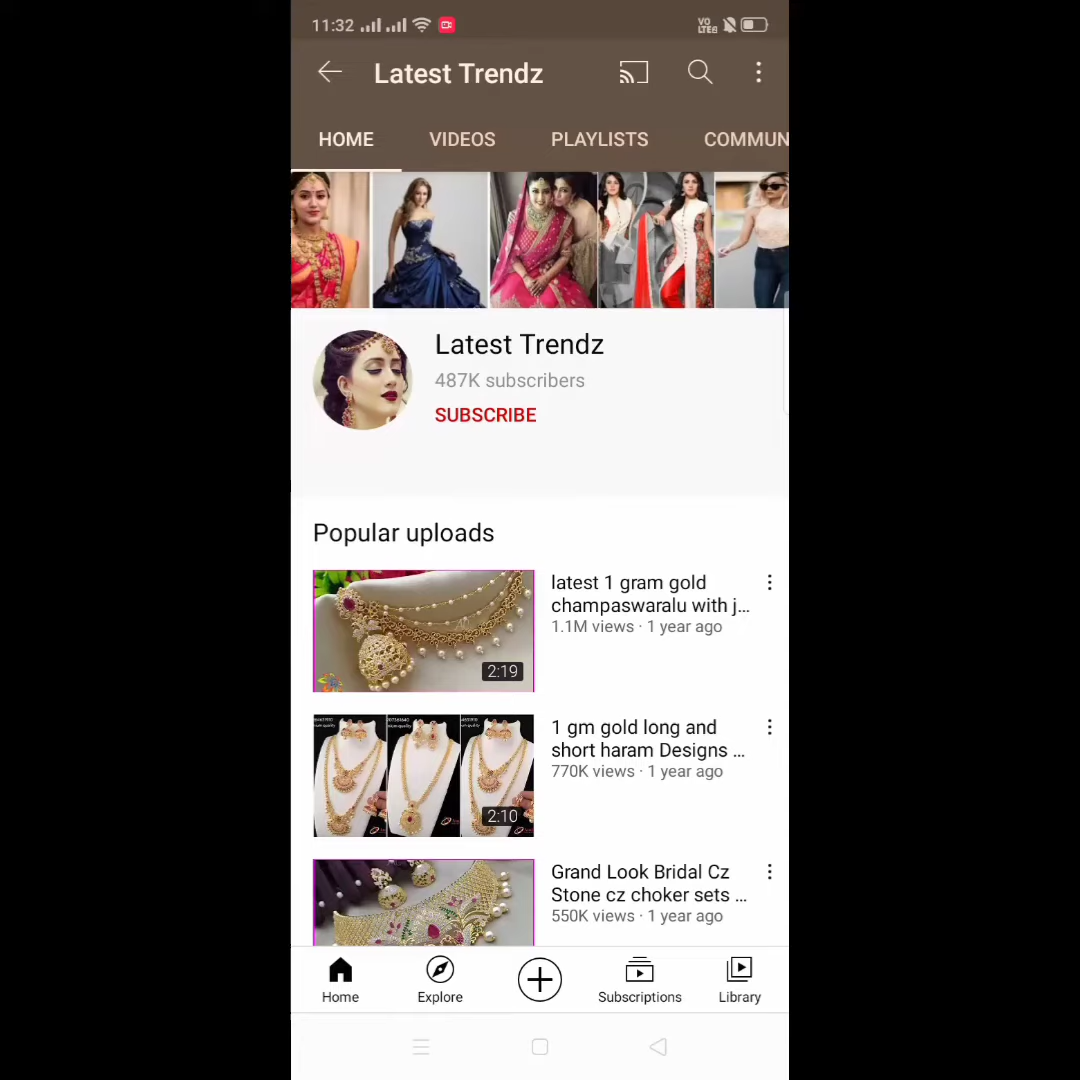 11:32
VO LTE
Latest Trendz
HOME VIDEOS PLAYLISTS COMMUN
Latest Trendz
487K subscribers
SUBSCRIBE
Popular uploads
latest 1 gram gold
champaswaralu with j...
1.1M views · 1 year ago
2:19
1 gm gold long and
short haram Designs ...
770K views · 1 year ago
2:10
Grand Look Bridal Cz
Stone cz choker sets ...
550K views · 1 year ago
Home Explore Subscriptions Library